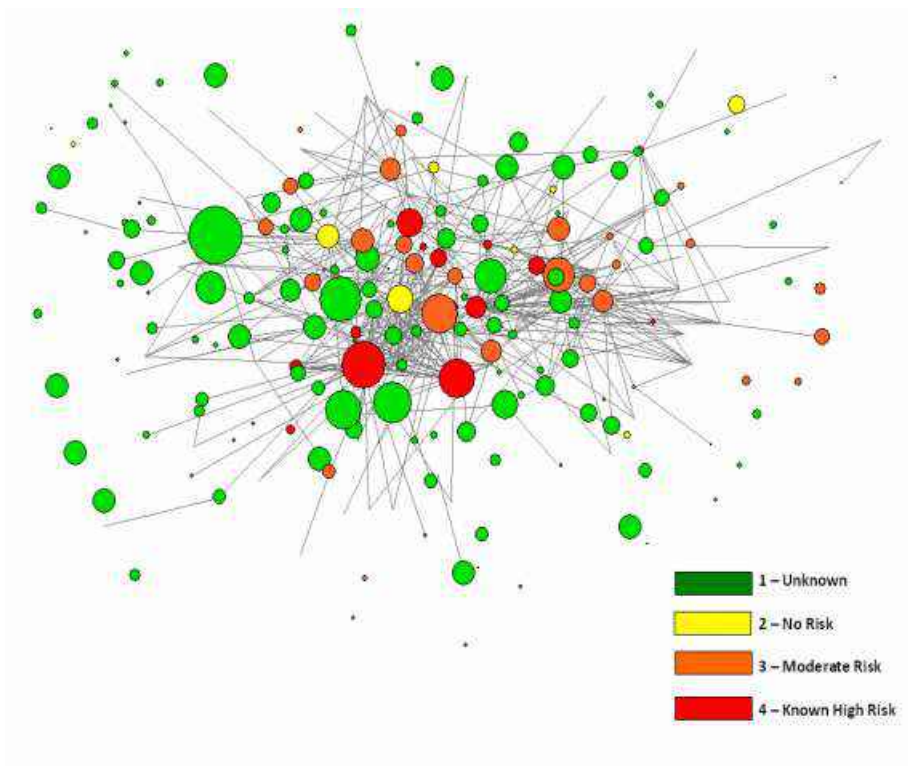 1 – Unknown
2 – No Risk
3 – Moderate Risk
4 – Known High Risk